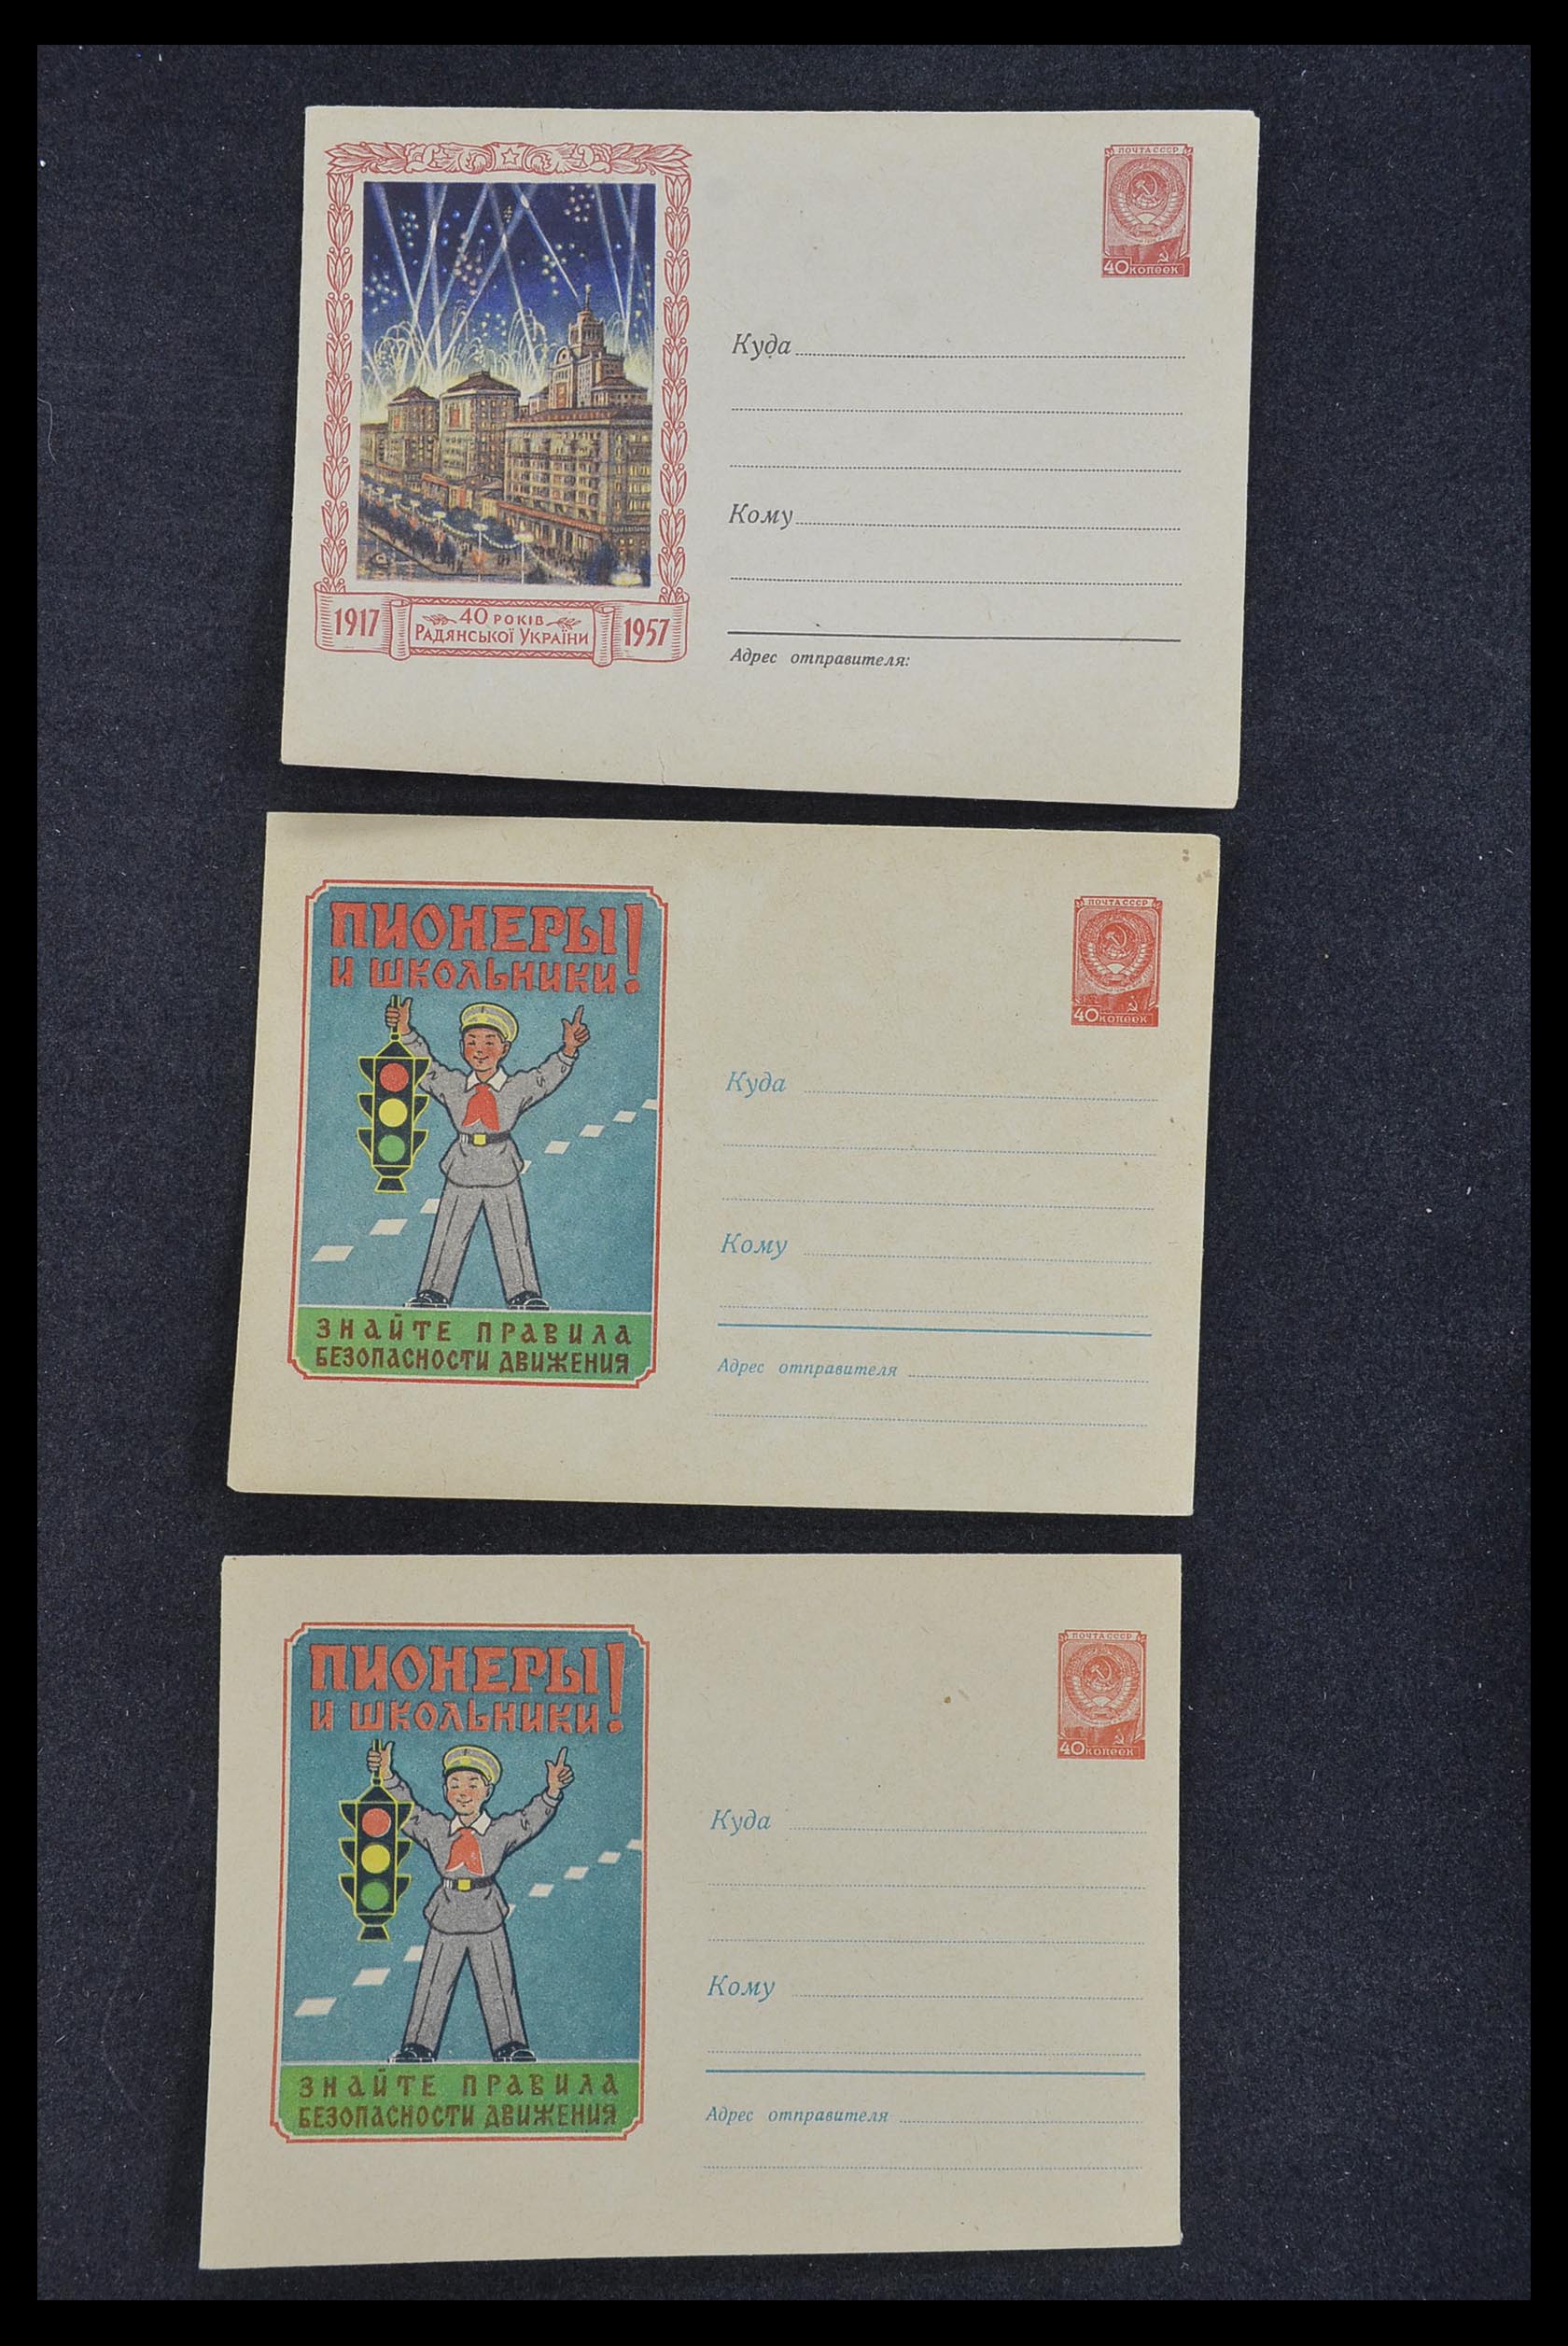 ПОЧТА СССР
40 копеек
Куда
Кому
1917
40 РОКІВ
РАДЯНСЬКОЇ УКРАЇНИ
1957
Адрес отправителя:
ПИОНЕРЫ
И ШКОЛЬНИКИ!
ПОЧТА СССР
40 копеек
Куда
Кому
ЗНАЙТЕ ПРАВИЛА
БЕЗОПАСНОСТИ ДВИЖЕНИЯ
Адрес отправителя
ПИОНЕРЫ
И ШКОЛЬНИКИ!
ПОЧТА СССР
40 копеек
Куда
Кому
ЗНАЙТЕ ПРАВИЛА
БЕЗОПАСНОСТИ ДВИЖЕНИЯ
Адрес отправителя